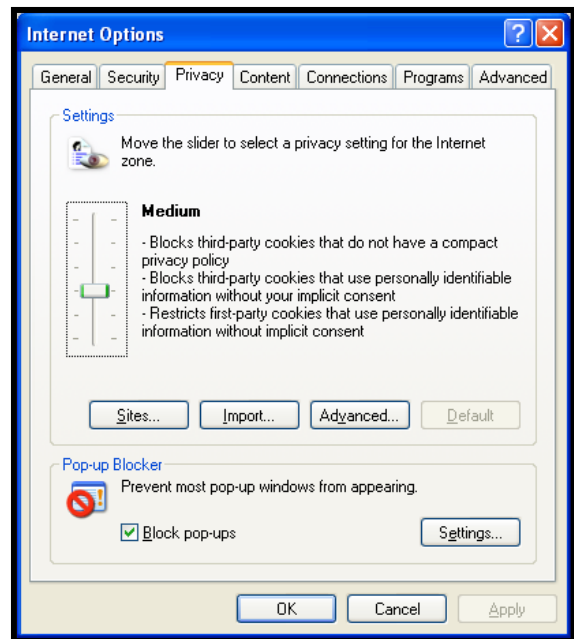 Internet Options
General Security Privacy Content Connections Programs Advanced
Settings
Move the slider to select a privacy setting for the Internet
zone.
Medium
- Blocks third-party cookies that do not have a compact
privacy policy
- Blocks third-party cookies that use personally identifiable
information without your implicit consent
- Restricts first-party cookies that use personally identifiable
information without implicit consent
Sites... Import... Advanced... Default
Pop-up Blocker
Prevent most pop-up windows from appearing.
Block pop-ups Settings...
OK Cancel Apply